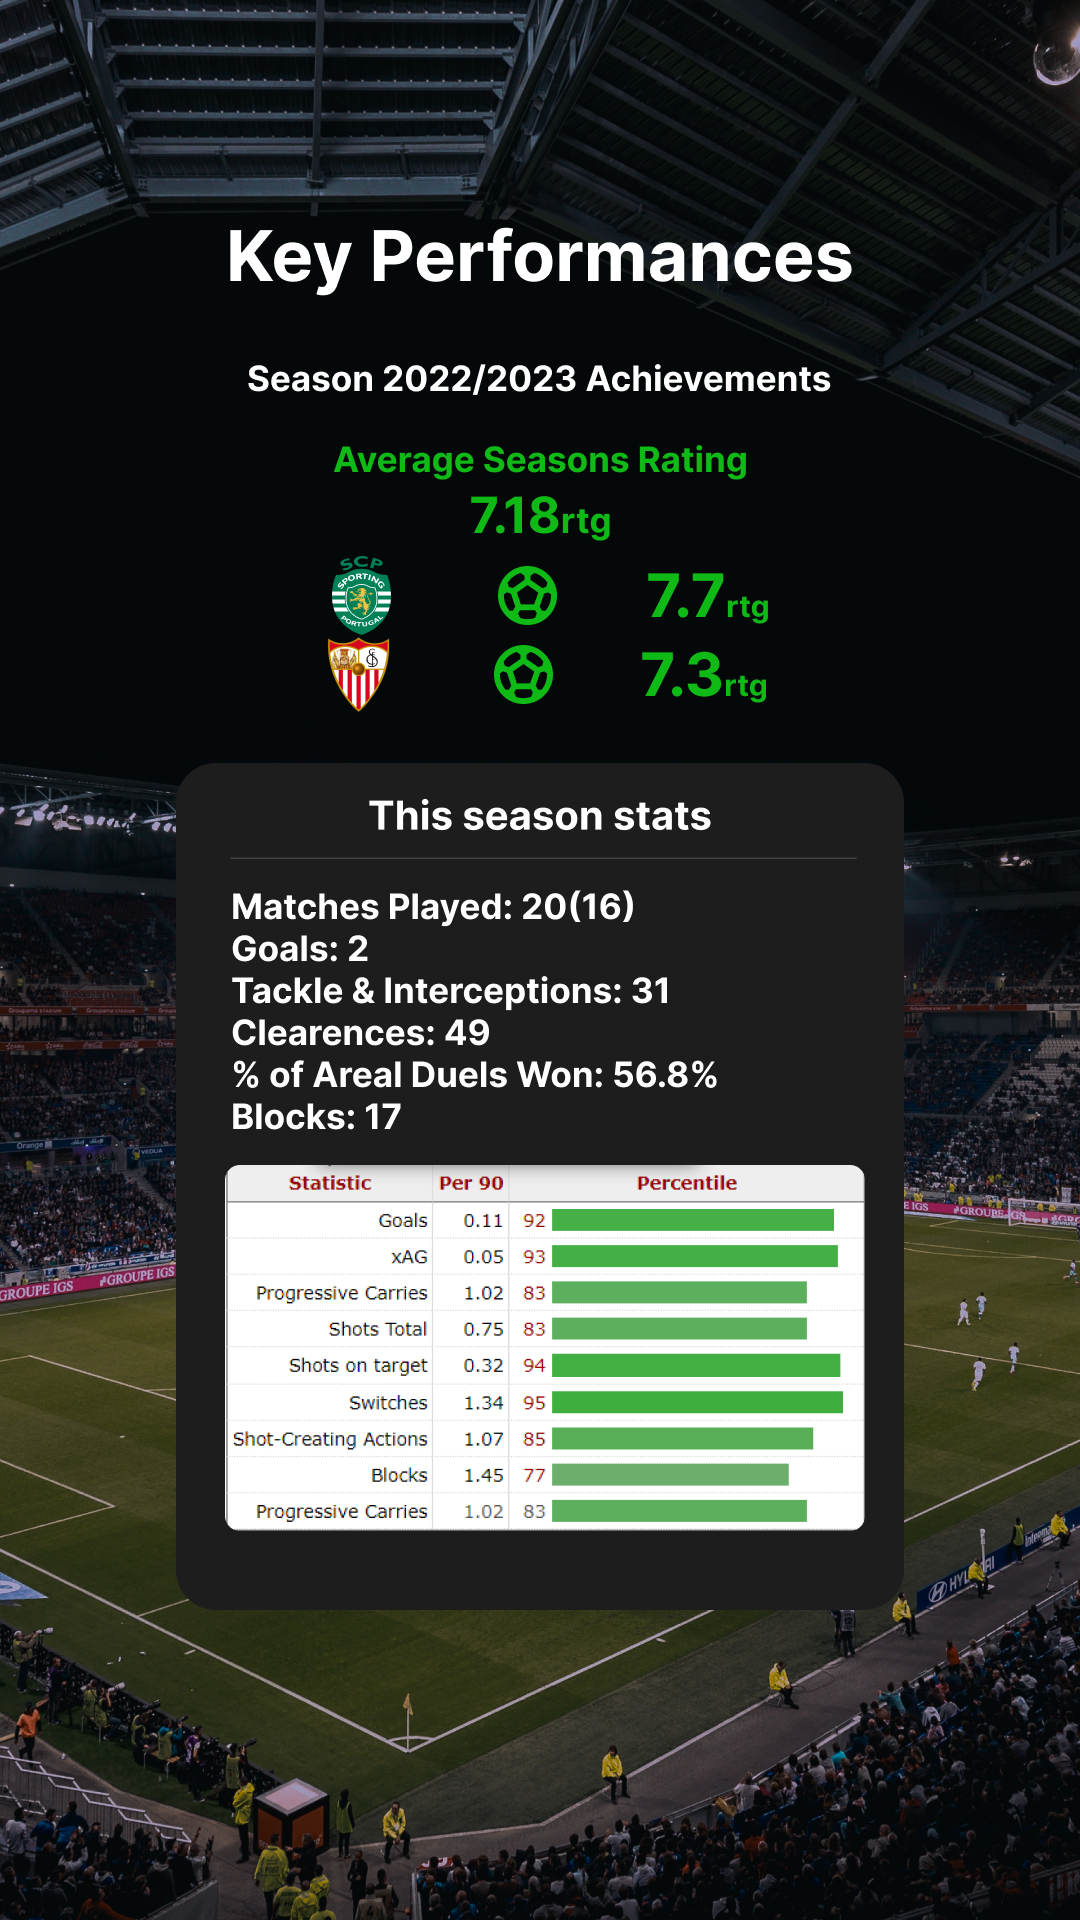 Key Performances
Season 2022/2023 Achievements
Average Seasons Rating
7.18rtg
SCP
SPORTING
PORTUGAL
7.7rtg
7.3rtg
This season stats
Matches Played: 20(16)
Goals: 2
Tackle & Interceptions: 31
Clearences: 49
% of Areal Duels Won: 56.8%
Blocks: 17
Statistic Per 90 Percentile
Goals 0.11 92
xAG 0.05 93
Progressive Carries 1.02 83
Shots Total 0.75 83
Shots on target 0.32 94
Switches 1.34 95
Shot-Creating Actions 1.07 85
Blocks 1.45 77
Progressive Carries 1.02 83
Orange
VEOLIA
GROUPE IGS
#GROUPE IGS
E IGS
#GROUPE IGS
HYUNDAI